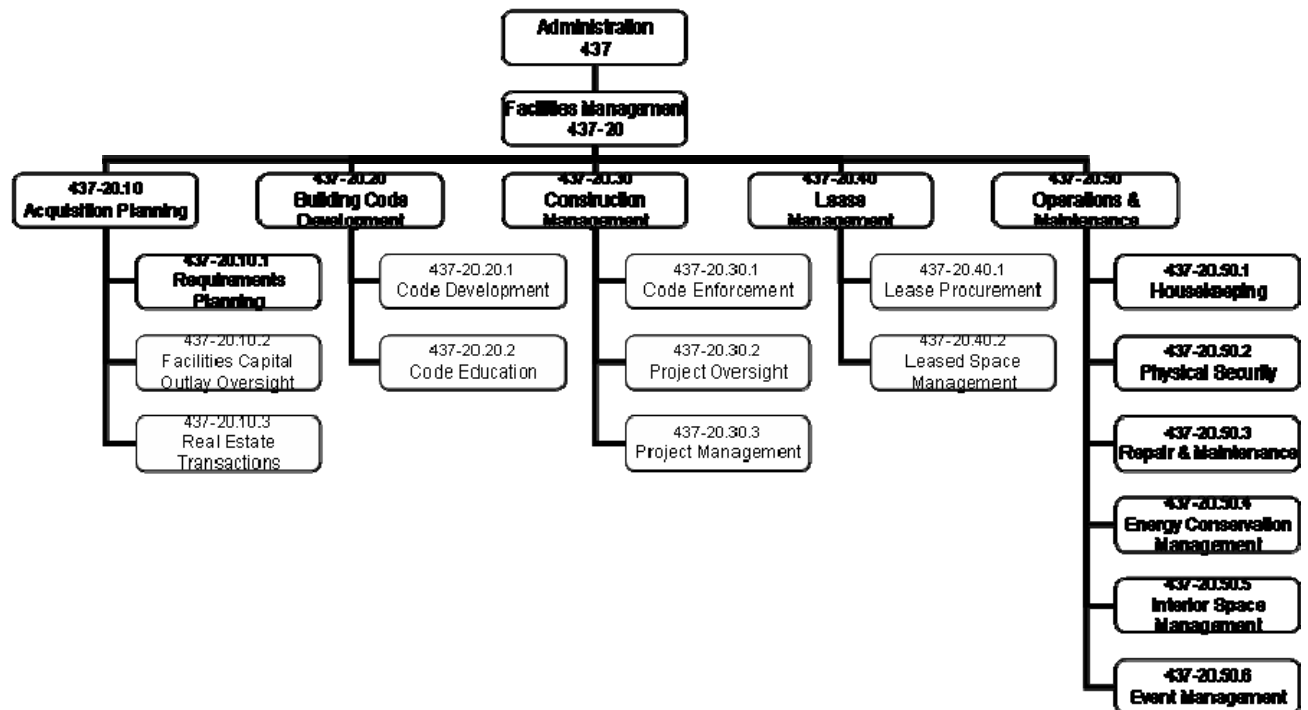 Administration
437
Facilities Management
437-20
437-20.10
Acquisition Planning
437-20.20
Building Code
Development
437-20.30
Construction
Management
437-20.40
Lease
Management
437-20.50
Operations &
Maintenance
437-20.10.1
Requirements
Planning
437-20.10.2
Facilities Capital
Outlay Oversight
437-20.10.3
Real Estate
Transactions
437-20.20.1
Code Development
437-20.20.2
Code Education
437-20.30.1
Code Enforcement
437-20.30.2
Project Oversight
437-20.30.3
Project Management
437-20.40.1
Lease Procurement
437-20.40.2
Leased Space
Management
437-20.50.1
Housekeeping
437-20.50.2
Physical Security
437-20.50.3
Repair & Maintenance
437-20.50.4
Energy Conservation
Management
437-20.50.5
Interior Space
Management
437-20.50.6
Event Management